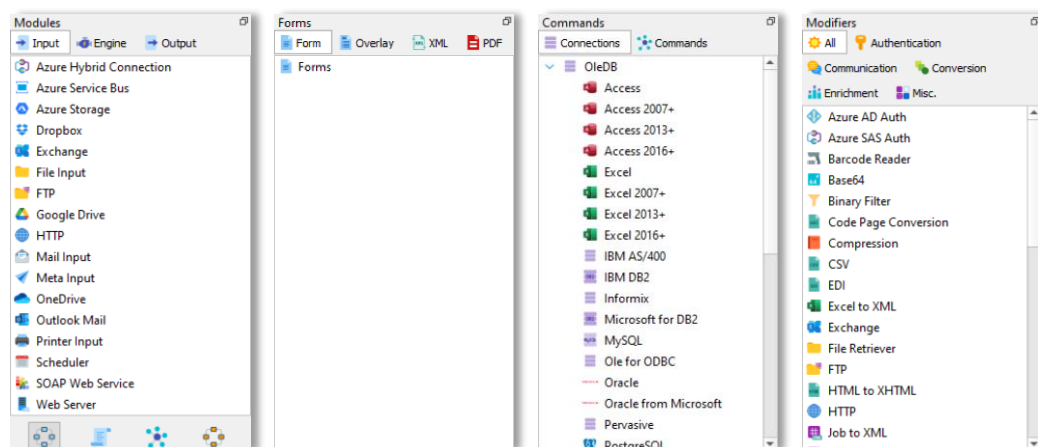 Modules
Input
Engine
Output
Azure Hybrid Connection
Azure Service Bus
Azure Storage
Dropbox
Exchange
File Input
FTP
Google Drive
HTTP
Mail Input
Meta Input
OneDrive
Outlook Mail
Printer Input
Scheduler
SOAP Web Service
Web Server
Forms
Form
Overlay
XML
PDF
Forms
Commands
Connections
Commands
OleDB
Access
Access 2007+
Access 2013+
Access 2016+
Excel
Excel 2007+
Excel 2013+
Excel 2016+
IBM AS/400
IBM DB2
Informix
Microsoft for DB2
MySQL
Ole for ODBC
Oracle
Oracle from Microsoft
Pervasive
PostgreSQL
Modifiers
All
Authentication
Communication
Conversion
Enrichment
Misc.
Azure AD Auth
Azure SAS Auth
Barcode Reader
Base64
Binary Filter
Code Page Conversion
Compression
CSV
EDI
Excel to XML
Exchange
File Retriever
FTP
HTML to XHTML
HTTP
Job to XML